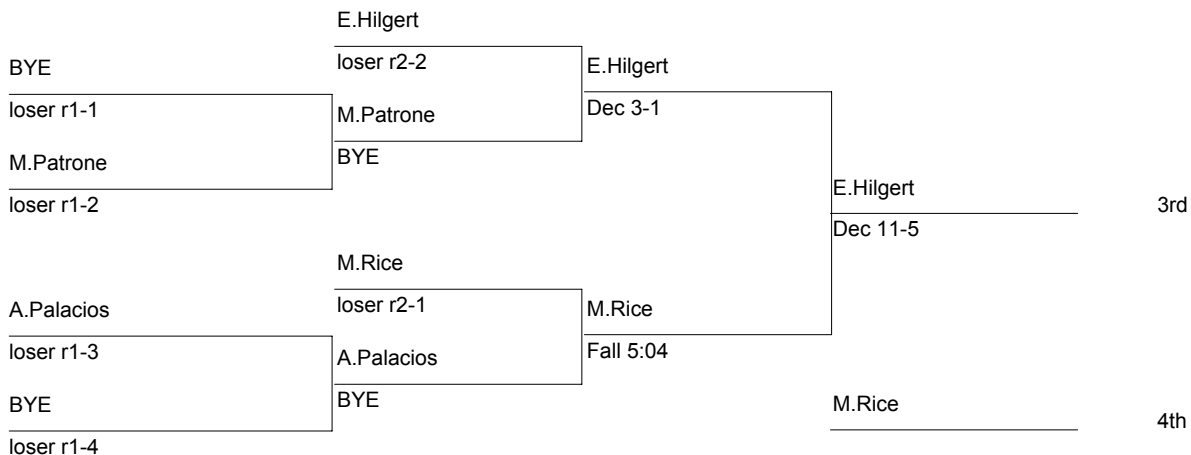 E.Hilgert
loser r2-2
BYE
E.Hilgert
loser r1-1
M.Patrone
Dec 3-1
M.Patrone
BYE
loser r1-2
E.Hilgert
3rd
Dec 11-5
M.Rice
loser r2-1
A.Palacios
M.Rice
loser r1-3
A.Palacios
Fall 5:04
BYE
BYE
M.Rice
4th
loser r1-4